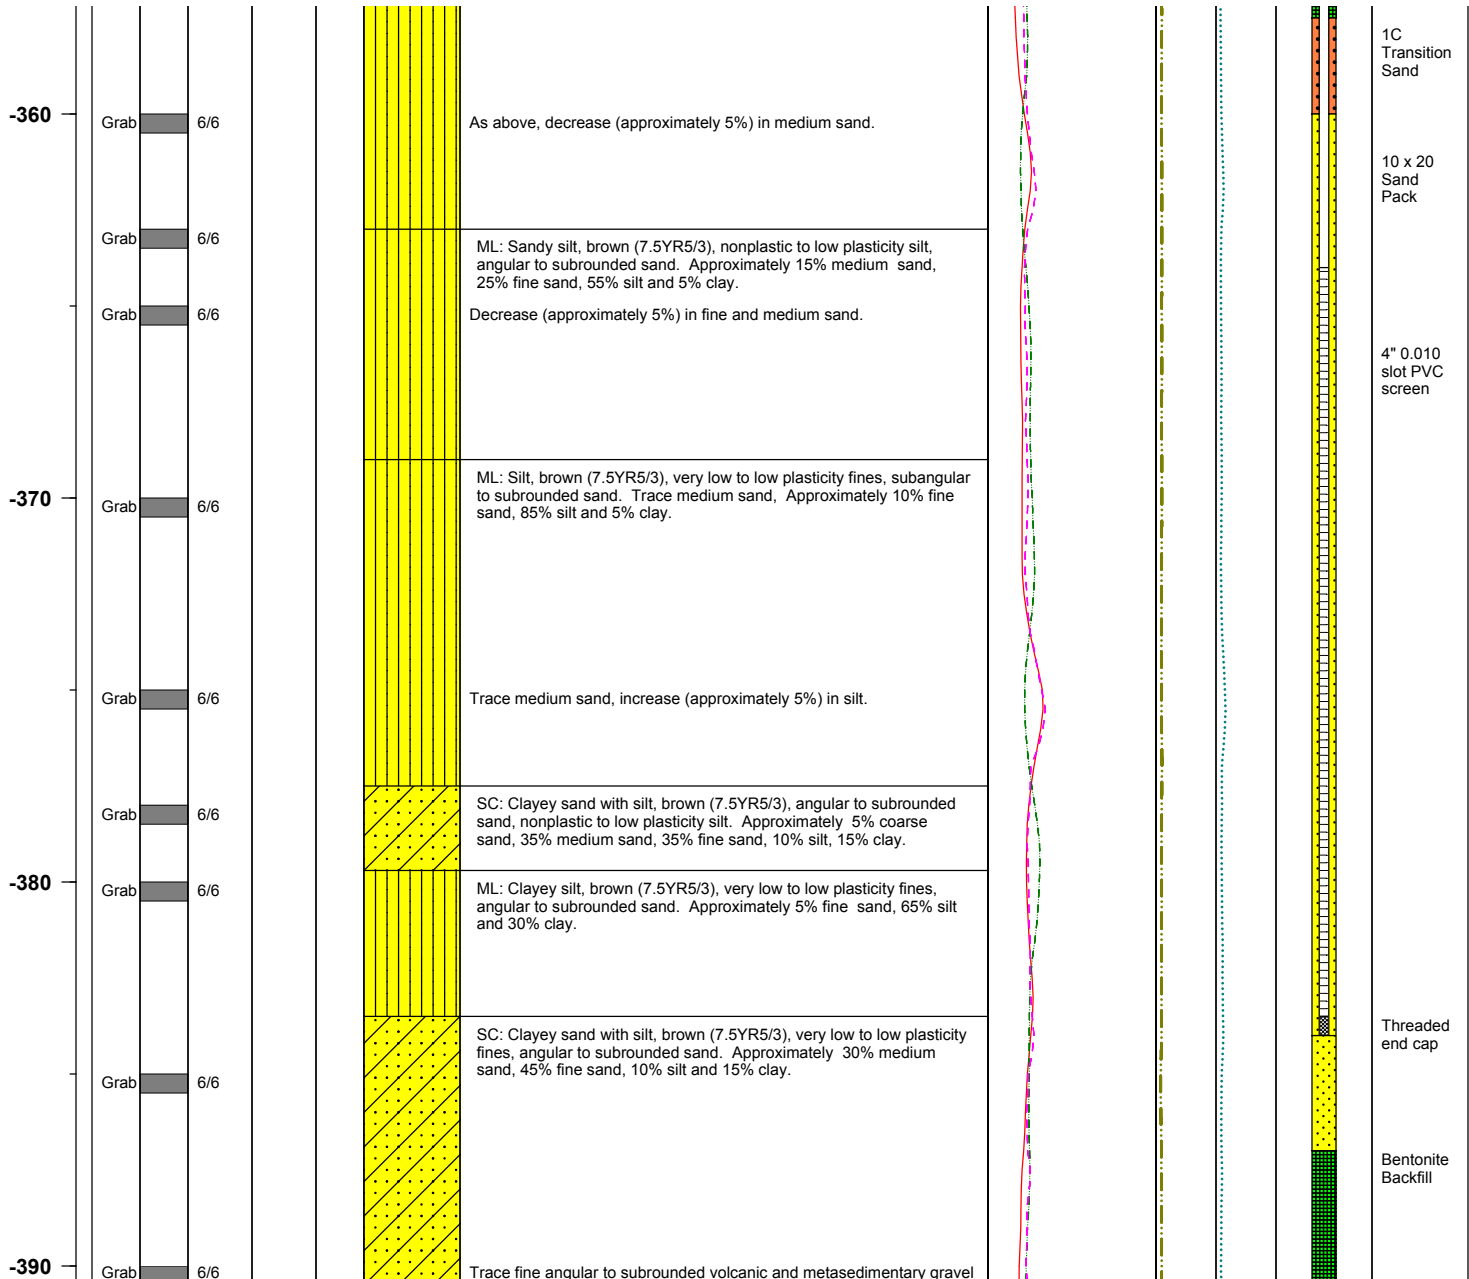 1C
Transition
Sand
-360
Grab 6/6
As above, decrease (approximately 5%) in medium sand.
10 x 20
Sand
Pack
Grab 6/6
ML: Sandy silt, brown (7.5YR5/3), nonplastic to low plasticity silt,
angular to subrounded sand. Approximately 15% medium sand,
25% fine sand, 55% silt and 5% clay.
Grab 6/6
Decrease (approximately 5%) in fine and medium sand.
4" 0.010
slot PVC
screen
-370
Grab 6/6
ML: Silt, brown (7.5YR5/3), very low to low plasticity fines, subangular
to subrounded sand. Trace medium sand, Approximately 10% fine
sand, 85% silt and 5% clay.
Grab 6/6
Trace medium sand, increase (approximately 5%) in silt.
Grab 6/6
SC: Clayey sand with silt, brown (7.5YR5/3), angular to subrounded
sand, nonplastic to low plasticity silt. Approximately 5% coarse
sand, 35% medium sand, 35% fine sand, 10% silt, 15% clay.
-380
Grab 6/6
ML: Clayey silt, brown (7.5YR5/3), very low to low plasticity fines,
angular to subrounded sand. Approximately 5% fine sand, 65% silt
and 30% clay.
Threaded
end cap
SC: Clayey sand with silt, brown (7.5YR5/3), very low to low plasticity
fines, angular to subrounded sand. Approximately 30% medium
sand, 45% fine sand, 10% silt and 15% clay.
Grab 6/6
Bentonite
Backfill
-390
Grab 6/6
Trace fine angular to subrounded volcanic and metasedimentary gravel